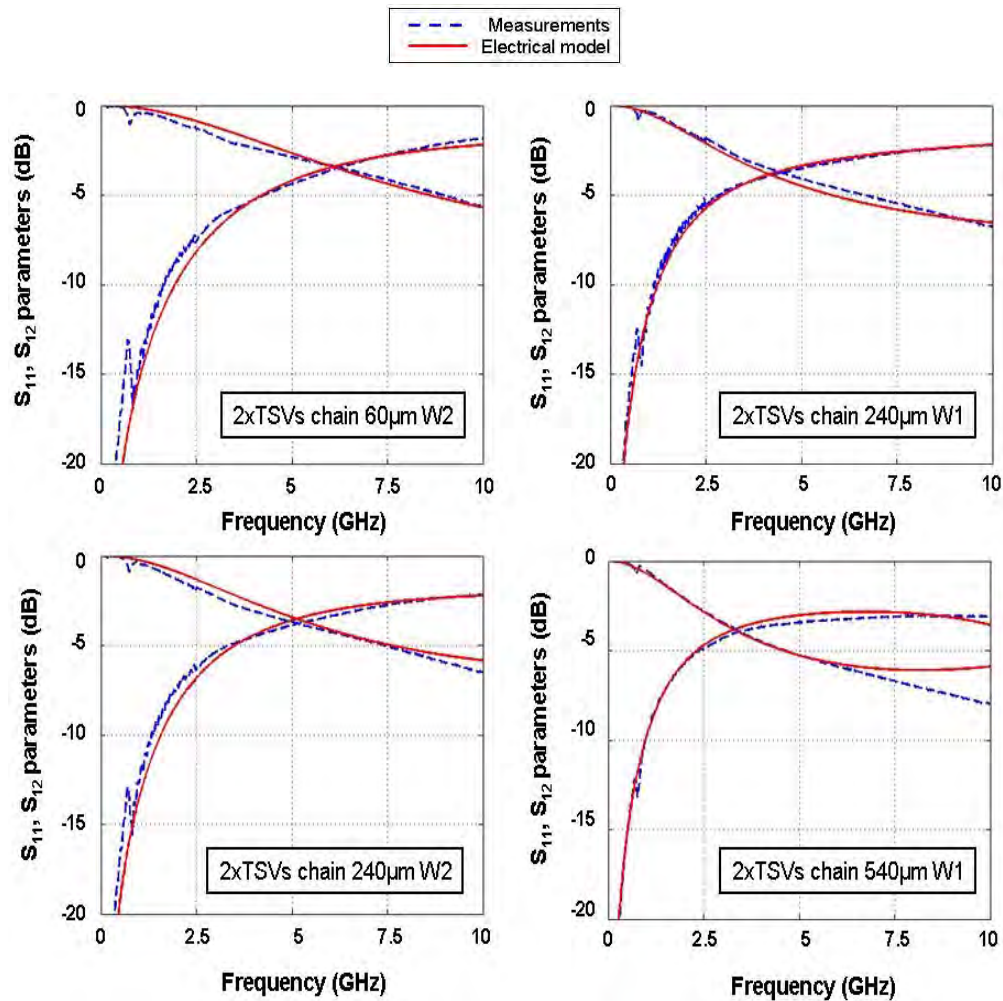 Measurements
Electrical model
S11, S12 parameters (dB)
0
-5
-10
-15
-20
2xTSVs chain 60µm W2
0 2.5 5 7.5 10
Frequency (GHz)
S11, S12 parameters (dB)
0
-5
-10
-15
-20
2xTSVs chain 240µm W1
0 2.5 5 7.5 10
Frequency (GHz)
S11, S12 parameters (dB)
0
-5
-10
-15
-20
2xTSVs chain 240µm W2
0 2.5 5 7.5 10
Frequency (GHz)
S11, S12 parameters (dB)
0
-5
-10
-15
-20
2xTSVs chain 540µm W1
0 2.5 5 7.5 10
Frequency (GHz)